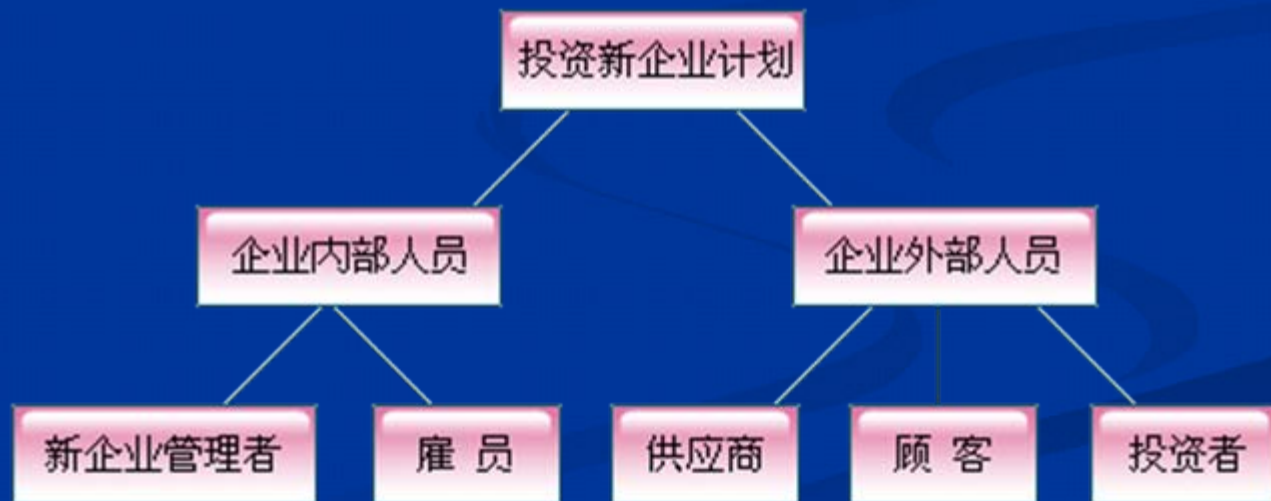 投资新企业计划
企业内部人员
企业外部人员
新企业管理者
雇 员
供应商
顾 客
投资者